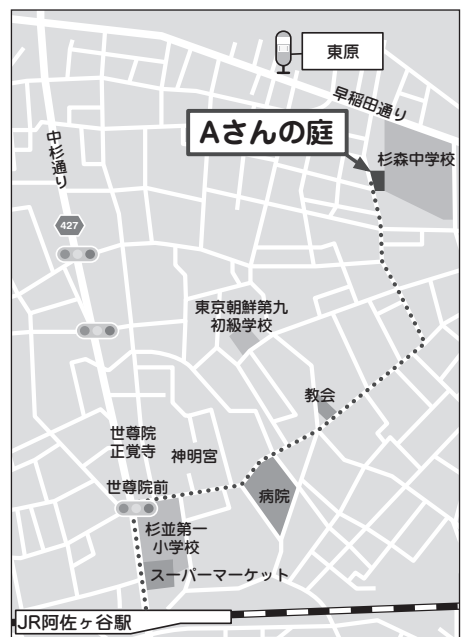 東原
早稲田通り
Aさんの庭
杉森中学校
中杉通り
427
東京朝鮮第九
初級学校
教会
世尊院
正覚寺
神明宮
世尊院前
病院
杉並第一
小学校
スーパーマーケット
JR阿佐ヶ谷駅